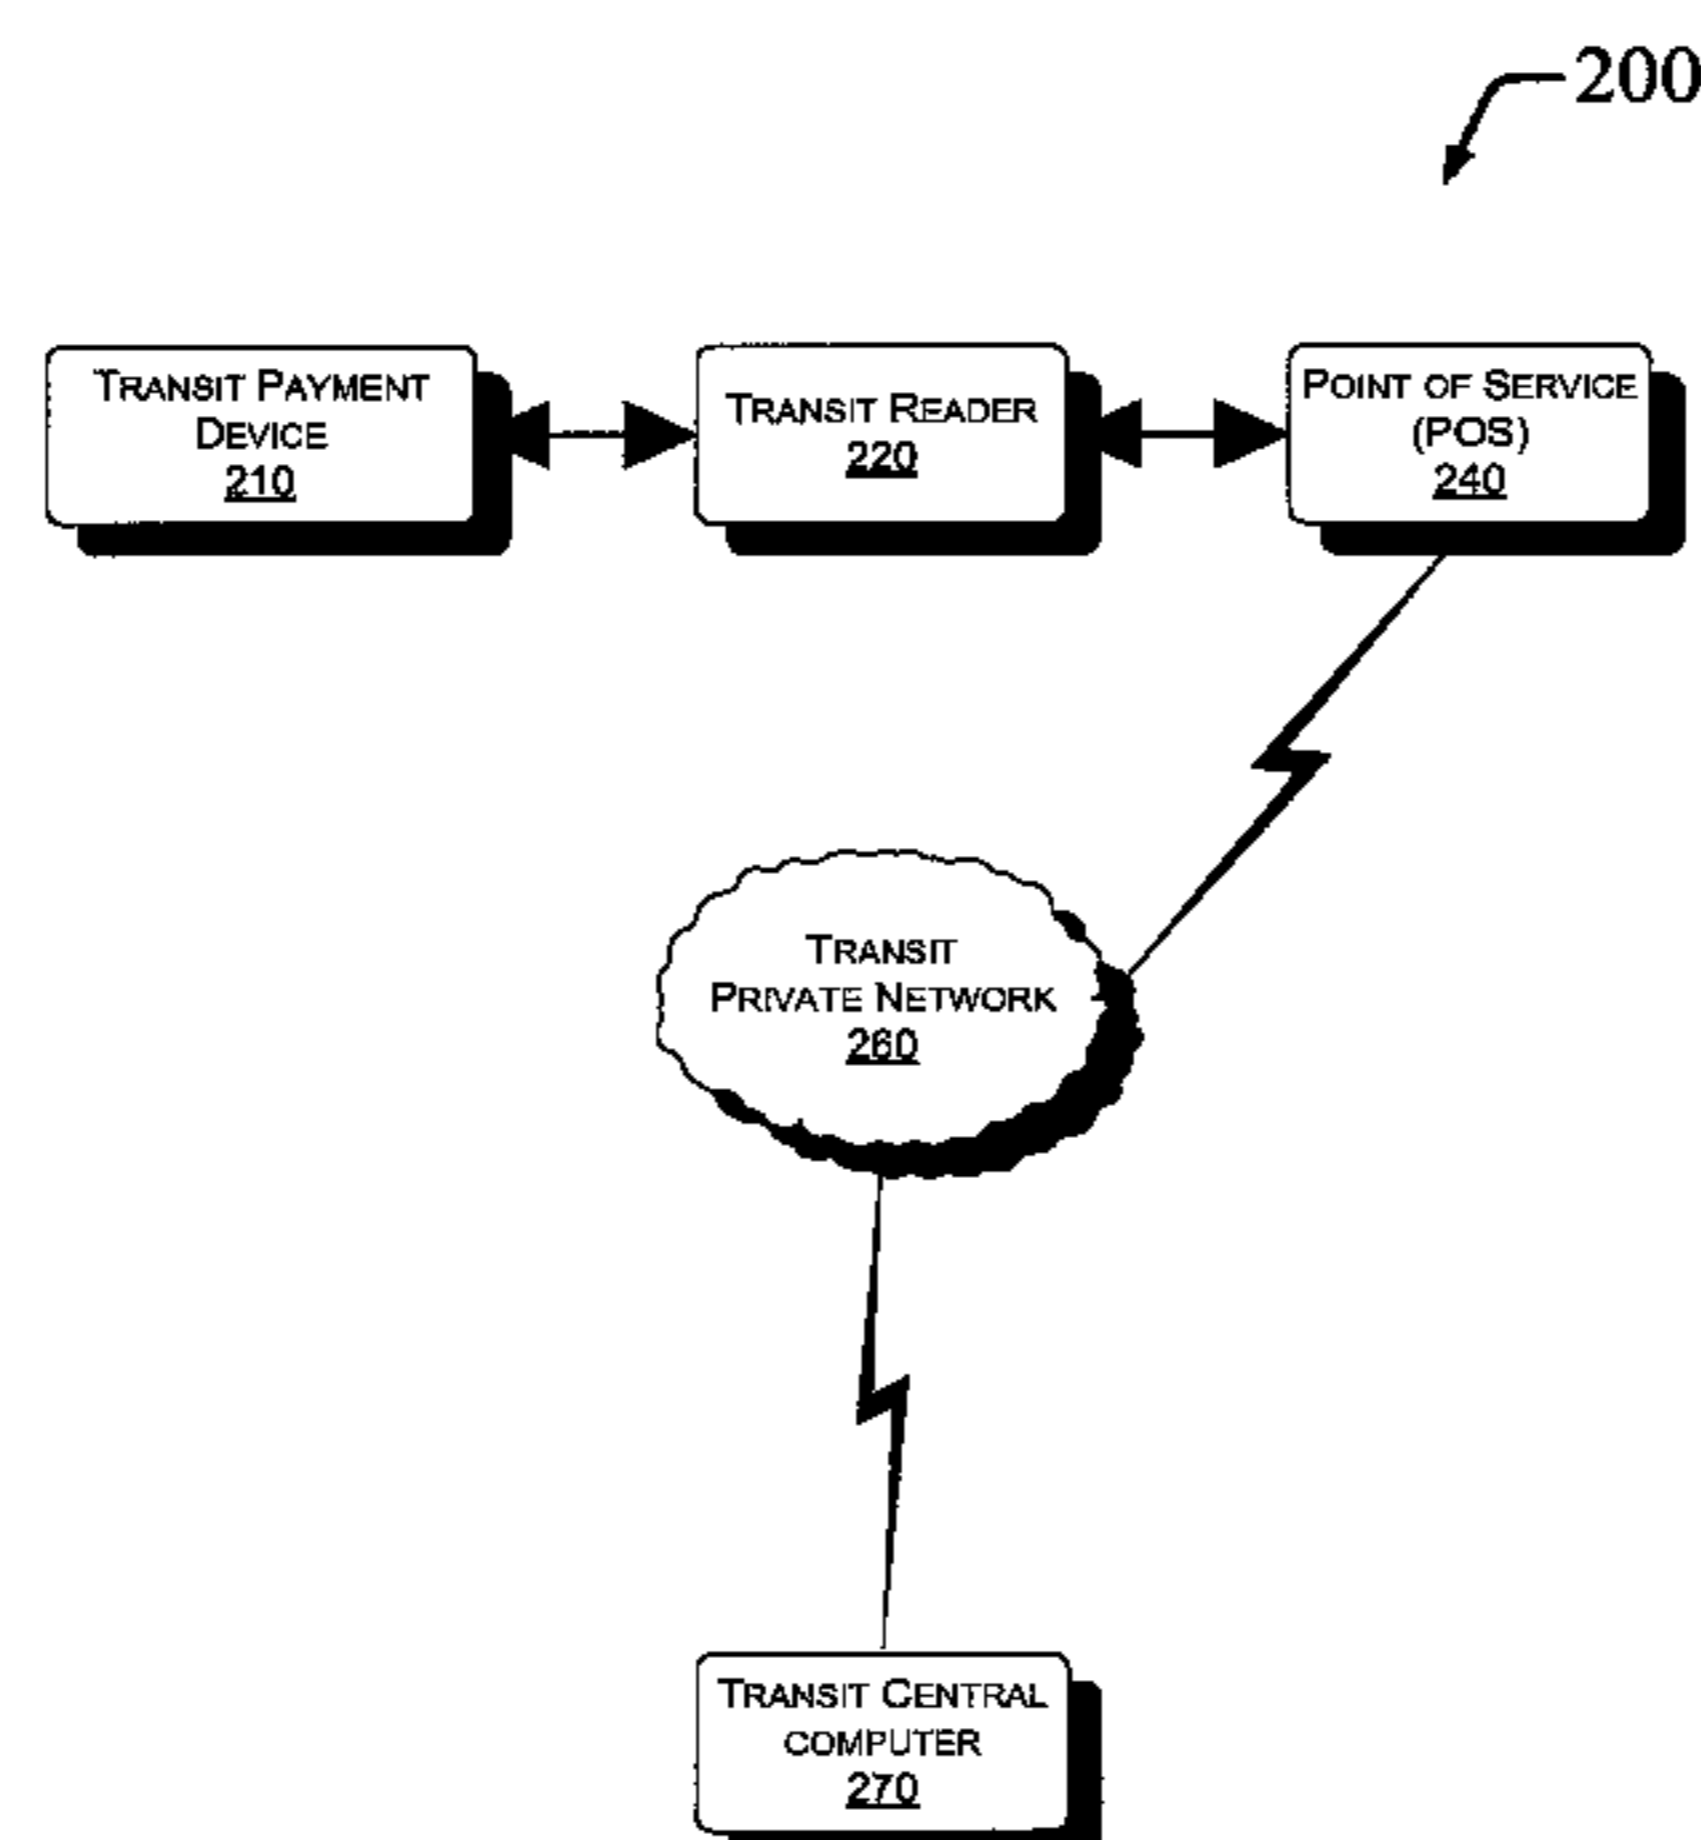 200
TRANSIT PAYMENT
DEVICE
210
TRANSIT READER
220
POINT OF SERVICE
(POS)
240
TRANSIT
PRIVATE NETWORK
260
TRANSIT CENTRAL
COMPUTER
270